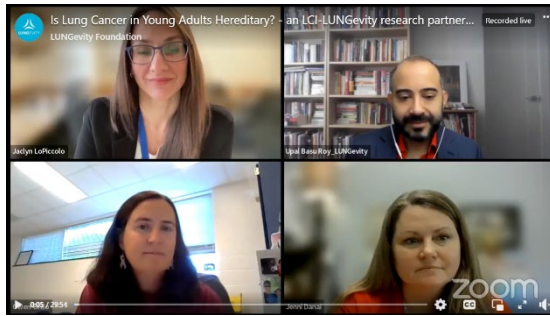 Is Lung Cancer in Young Adults Hereditary? - an LCI-LUNGevity research partner...
Recorded live
LUNGevity Foundation
Jaclyn LoPiccolo
Upal Basu Roy_LUNGevity
0:05 / 29:54
Jenni Danai
CC
zoom